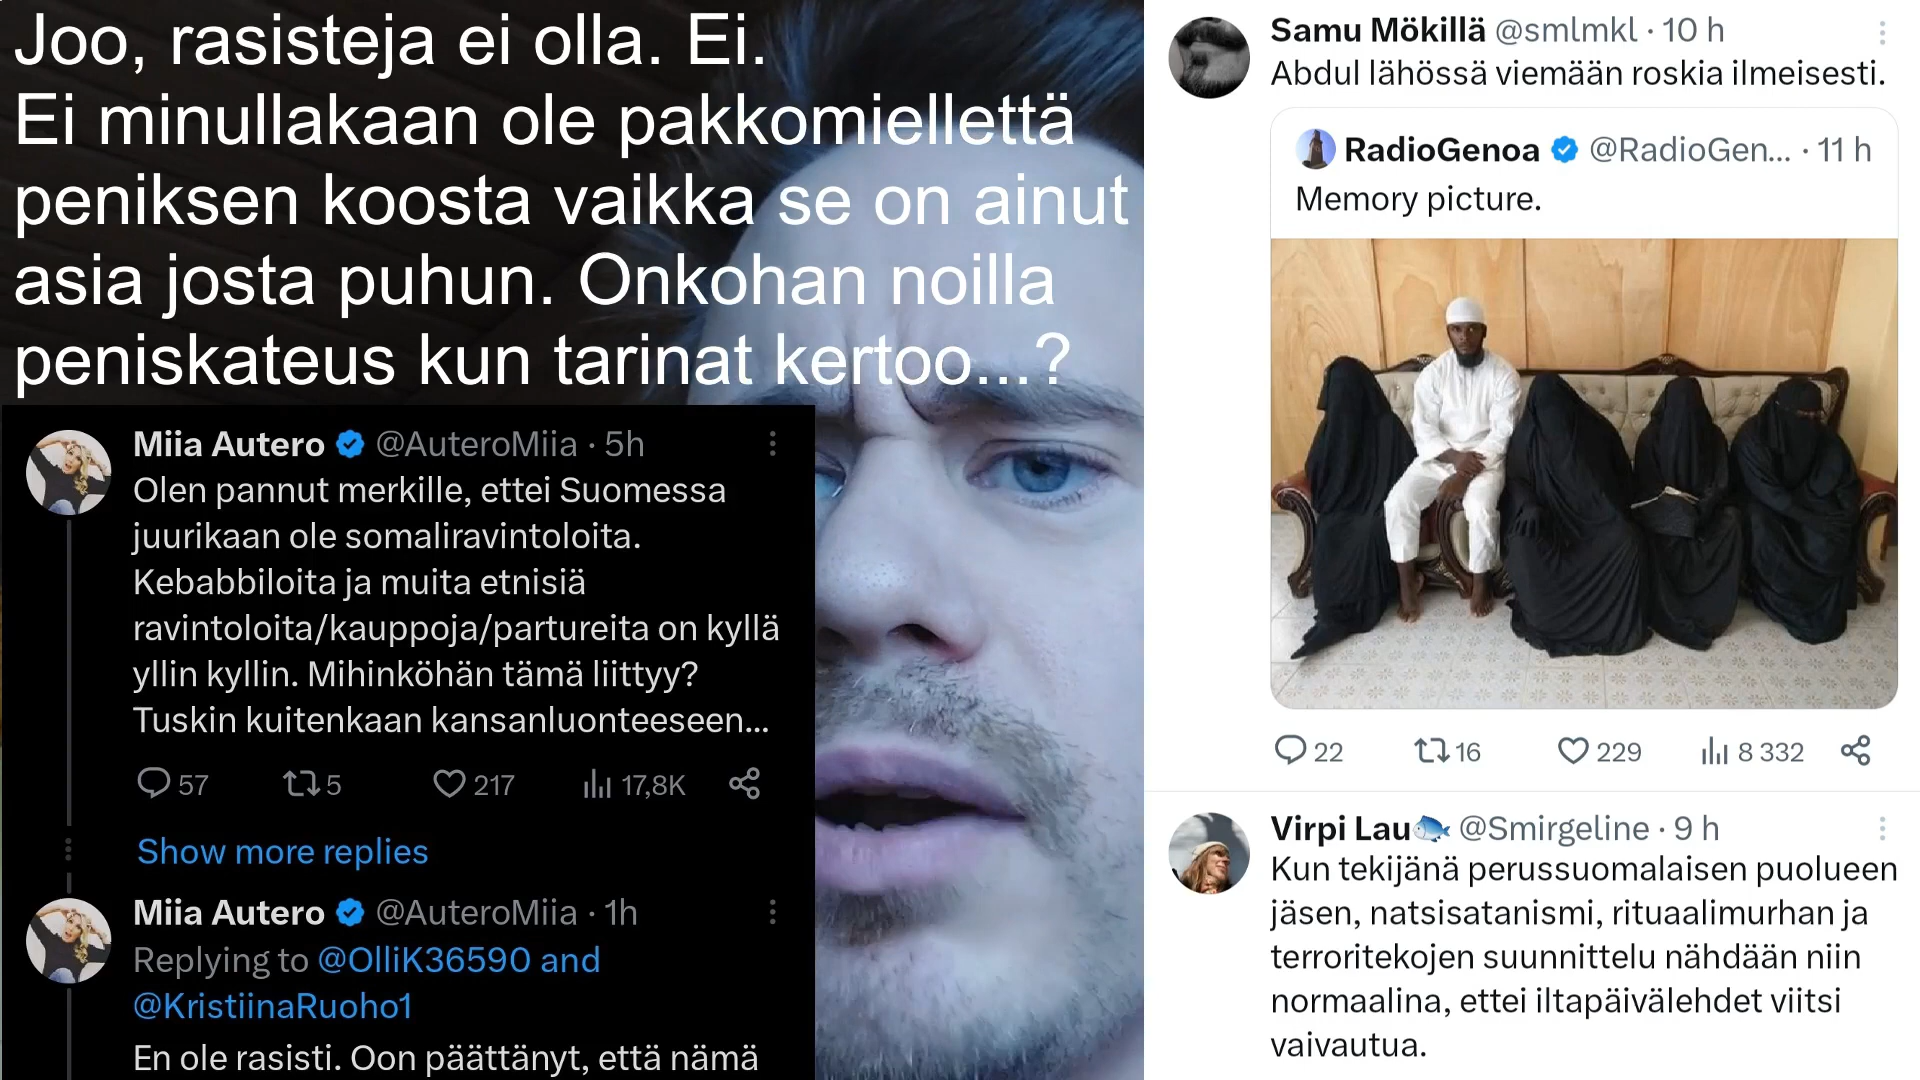 Joo, rasisteja ei olla. Ei.
Ei minullakaan ole pakkomiellettä
peniksen koosta vaikka se on ainut
asia josta puhun. Onkohan noilla
peniskateus kun tarinat kertoo...?
Miia Autero @AuteroMiia · 5h
Olen pannut merkille, ettei Suomessa
juurikaan ole somaliravintoloita.
Kebabbiloita ja muita etnisiä
ravintoloita/kauppoja/partureita on kyllä
yllin kyllin. Mihinköhän tämä liittyy?
Tuskin kuitenkaan kansanluonteeseen...
57 5 217 17,8K
Show more replies
Miia Autero @AuteroMiia · 1h
Replying to @OlliK36590 and
@KristiinaRuoho1
En ole rasisti. Oon päättänyt, että nämä
Samu Mökillä @smlmkl · 10 h
Abdul lähössä viemään roskia ilmeisesti.
RadioGenoa @RadioGen... · 11 h
Memory picture.
22 16 229 8 332
Virpi Lau🐟 @Smirgeline · 9 h
Kun tekijänä perussuomalaisen puolueen
jäsen, natsisatanismi, rituaalimurhan ja
territekojen suunnittelu nähdään niin
normaalina, ettei iltapäivälehdet viitsi
vaivautua.